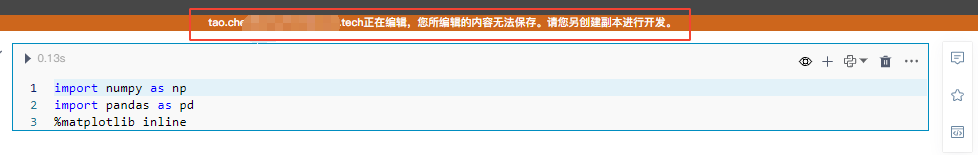 tao.che .tech正在编辑，您所编辑的内容无法保存。请您另创建副本进行开发。
0.13s
1 import numpy as np
2 import pandas as pd
3 %matplotlib inline